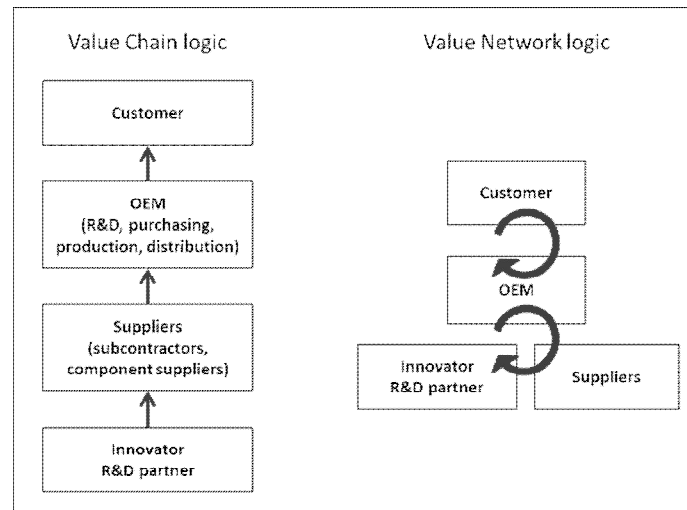 Value Chain logic
Customer
OEM
(R&D, purchasing,
production, distribution)
Suppliers
(subcontractors,
component suppliers)
Innovator
R&D partner
Value Network logic
Customer
OEM
Innovator
R&D partner
Suppliers